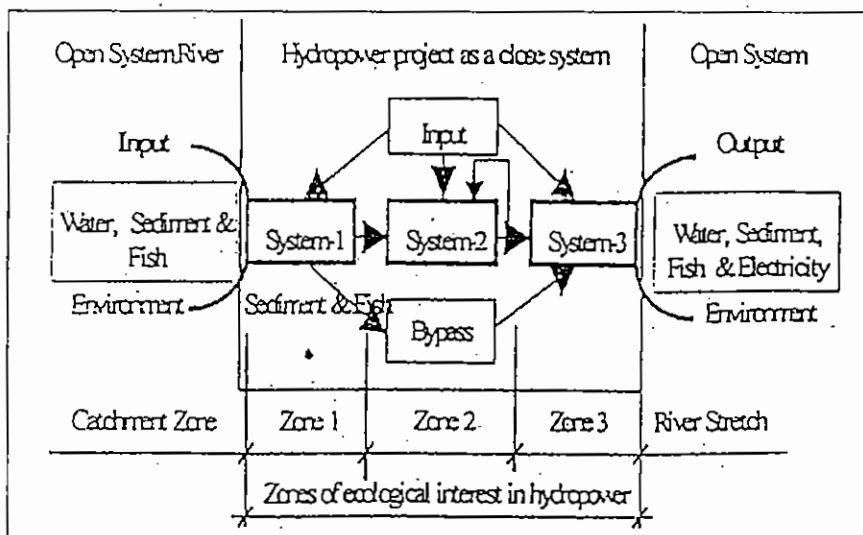 Open System River
Hydropower project as a close system
Open System
Input
Input
Output
Water, Sediment &
Fish
System-1
System-2
System-3
Water, Sediment,
Fish & Electricity
Environment
Sediment & Fish
Bypass
Environment
Catchment Zone
Zone 1
Zone 2
Zone 3
River Stretch
Zones of ecological interest in hydropower